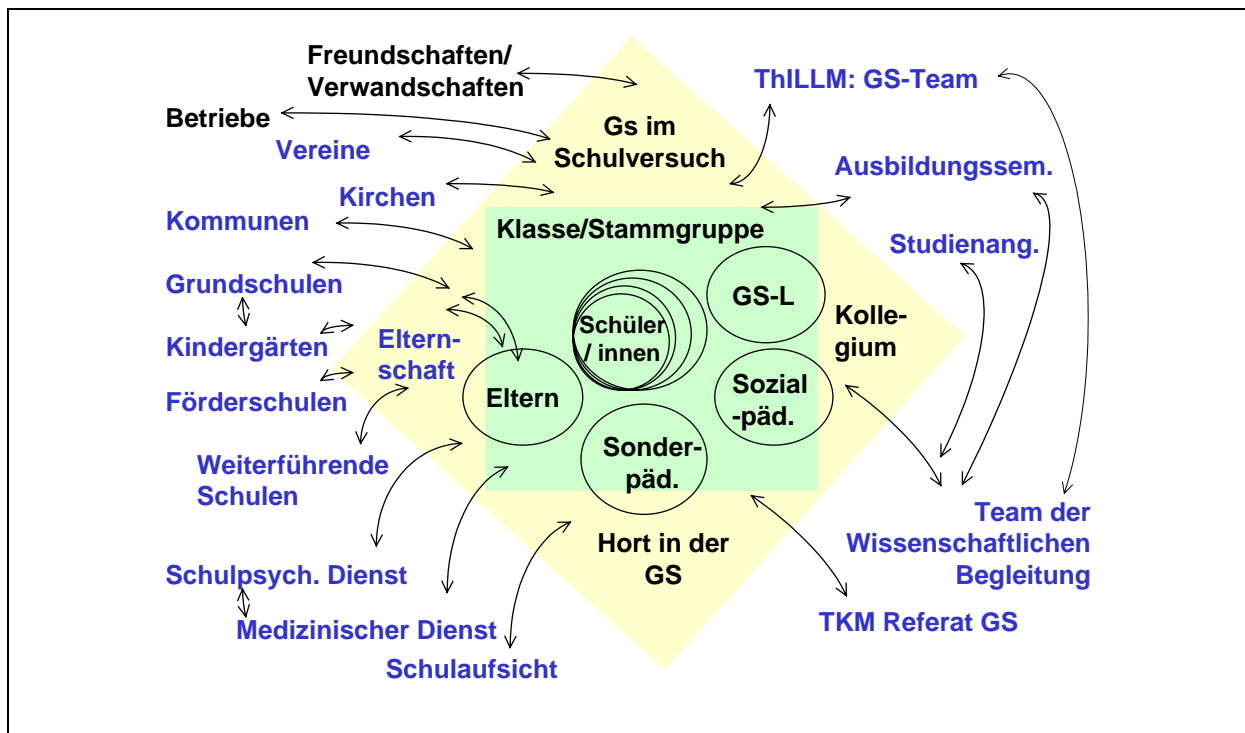 Freundschaften/
Verwandschaften
ThILLM: GS-Team
Betriebe
Gs im
Schulversuch
Vereine
Ausbildungssem.
Kirchen
Kommunen
Klasse/Stammgruppe
Studienang.
Grundschulen
GS-L
Schüler
/ innen
Kolle-
gium
Kindergärten
Eltern-
schaft
Förderschulen
Eltern
Sozial
-päd.
Sonder-
päd.
Weiterführende
Schulen
Team der
Wissenschaftlichen
Begleitung
Hort in der
GS
Schulpsych. Dienst
TKM Referat GS
Medizinischer Dienst
Schulaufsicht